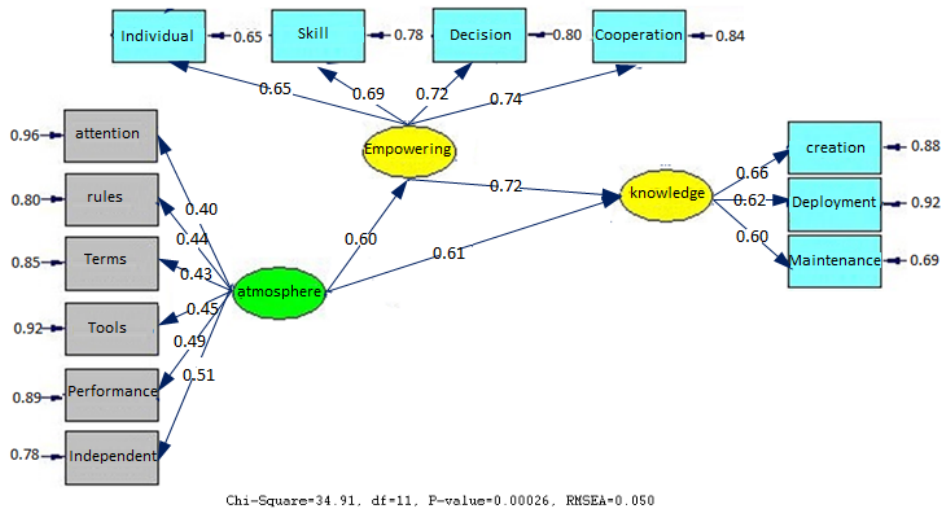 Individual 0.65 Skill 0.78 Decision 0.80 Cooperation 0.84
0.65 0.69 0.72 0.74
0.96 attention
Empowering
creation 0.88
0.80 rules
0.40
0.72
knowledge
0.66
0.62 Deployment 0.92
0.44
0.60
0.61
0.60
0.85 Terms
0.43
Maintenance 0.69
atmosphere
0.92 Tools
0.45
0.49
0.51
0.89 Performance
0.78 Independent
Chi-Square=34.91, df=11, P-value=0.00026, RMSEA=0.050